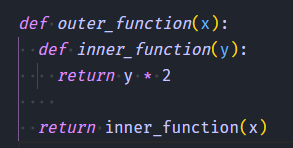 def outer_function(x):
  def inner_function(y):
    return y * 2

  return inner_function(x)